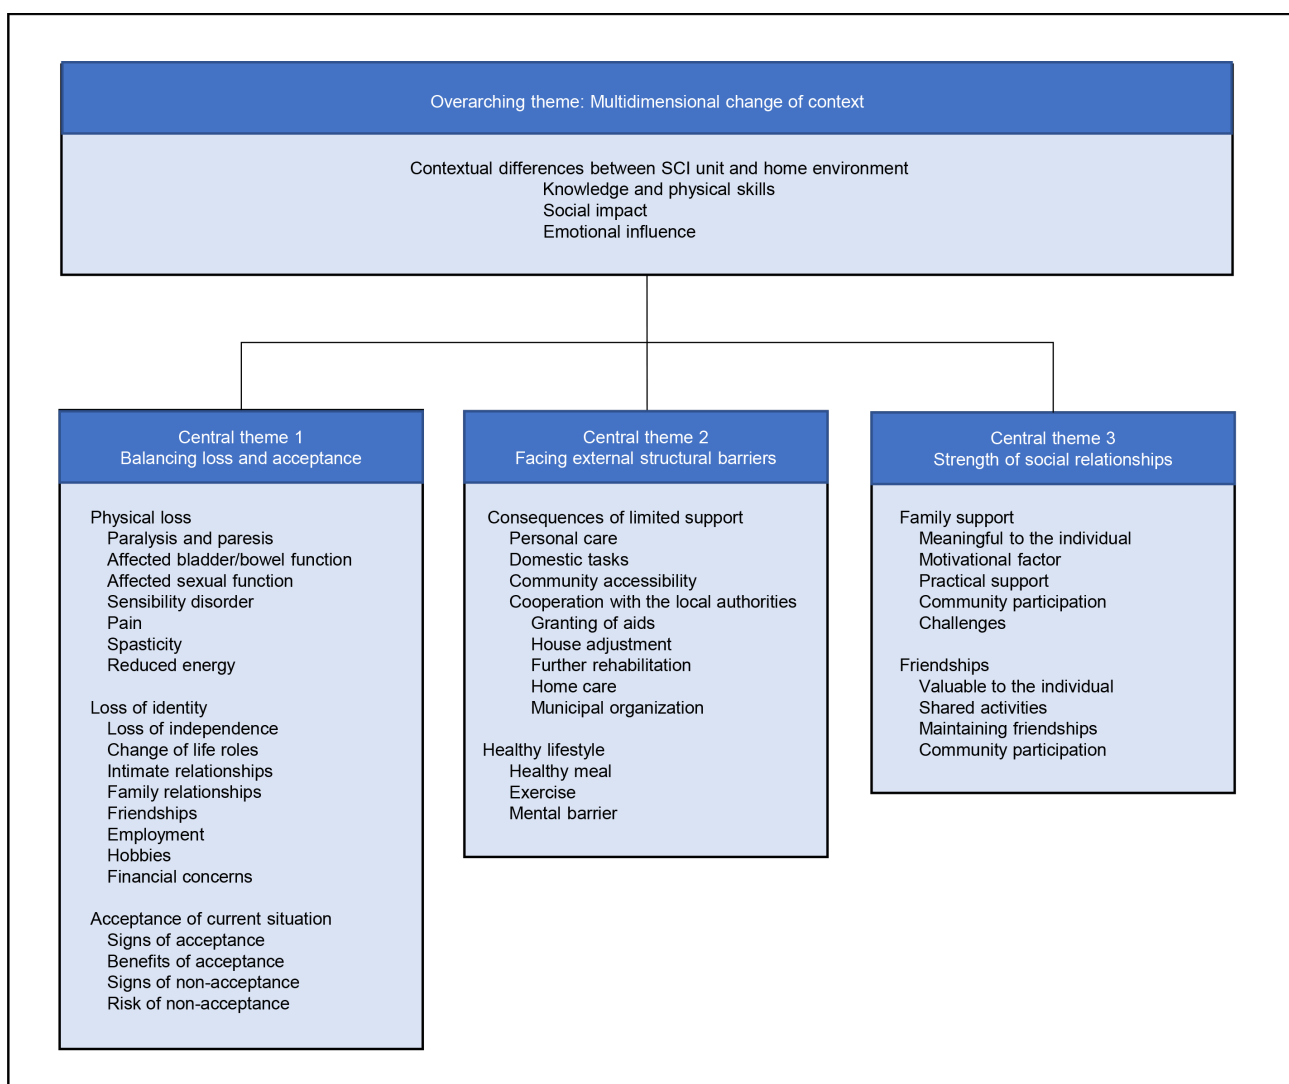 Overarching theme: Multidimensional change of context
Contextual differences between SCI unit and home environment
Knowledge and physical skills
Social impact
Emotional influence
Central theme 1
Balancing loss and acceptance
Physical loss
Paralysis and paresis
Affected bladder/bowel function
Affected sexual function
Sensibility disorder
Pain
Spasticity
Reduced energy
Loss of identity
Loss of independence
Change of life roles
Intimate relationships
Family relationships
Friendships
Employment
Hobbies
Financial concerns
Acceptance of current situation
Signs of acceptance
Benefits of acceptance
Signs of non-acceptance
Risk of non-acceptance
Central theme 2
Facing external structural barriers
Consequences of limited support
Personal care
Domestic tasks
Community accessibility
Cooperation with the local authorities
Granting of aids
House adjustment
Further rehabilitation
Home care
Municipal organization
Healthy lifestyle
Healthy meal
Exercise
Mental barrier
Central theme 3
Strength of social relationships
Family support
Meaningful to the individual
Motivational factor
Practical support
Community participation
Challenges
Friendships
Valuable to the individual
Shared activities
Maintaining friendships
Community participation